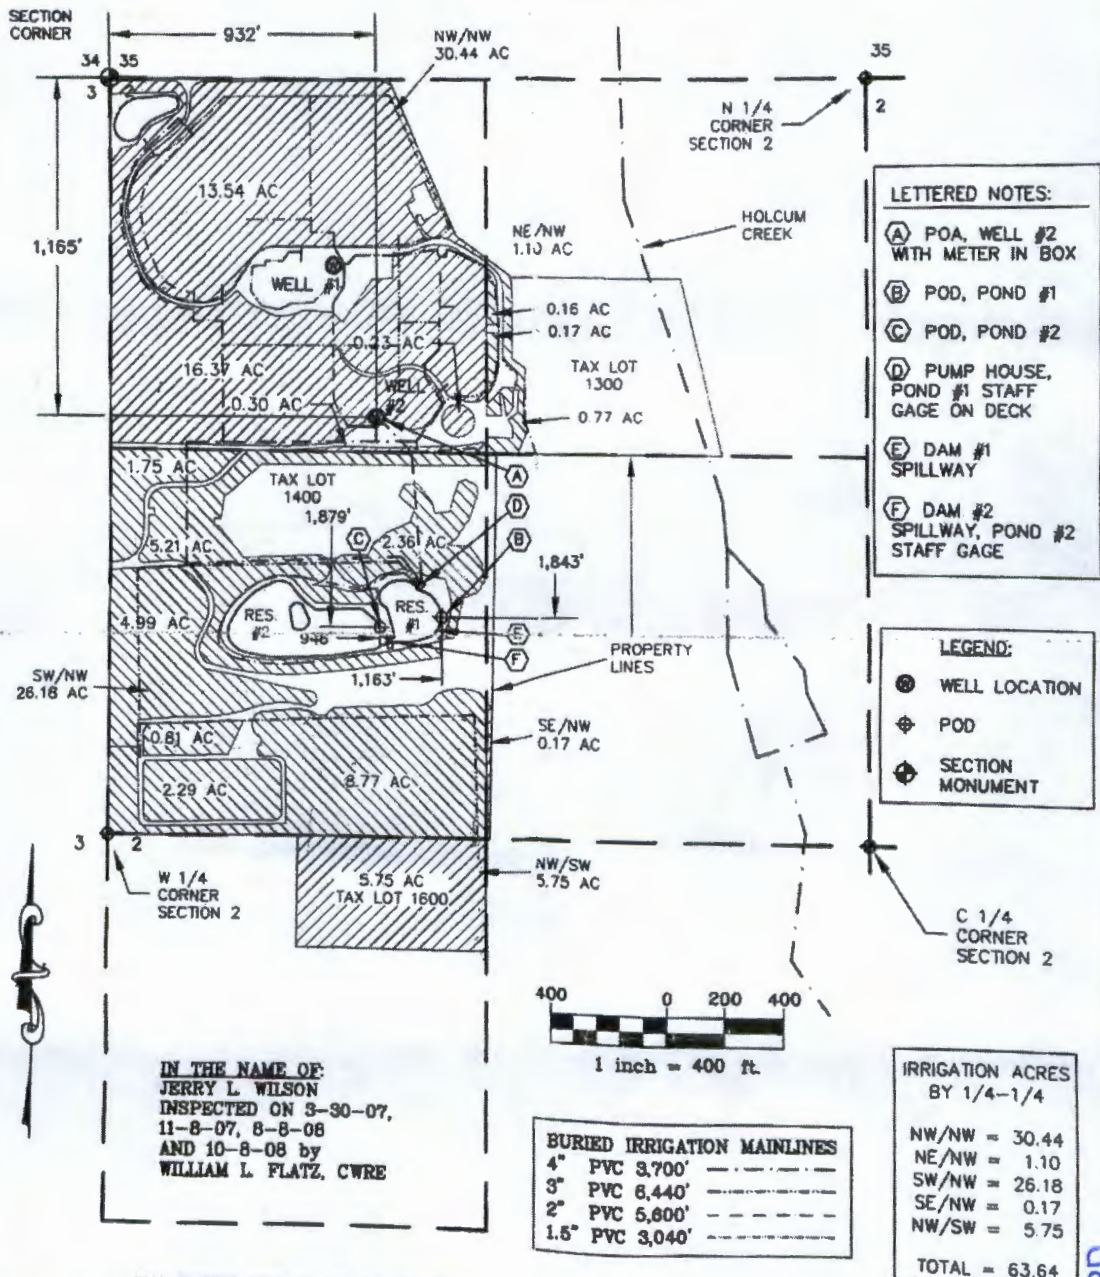 SECTION
CORNER
932'
NW/NW
30.44 AC
34
35
3
2
35
2
N 1/4
CORNER
SECTION 2
13.54 AC
1,165'
NE/NW
1.10 AC
HOLCUM
CREEK
WELL #1
0.16 AC
0.17 AC
0.23 AC
TAX LOT
1300
16.37 AC
WELL
#2
0.30 AC
0.77 AC
1.75 AC
TAX LOT
1400
1,879'
A
D
B
C
5.21 AC
2.36 AC
1,843'
RES.
#2
RES.
#1
4.99 AC
E
F
SW/NW
26.18 AC
1,163'
PROPERTY
LINES
SE/NW
0.17 AC
0.81 AC
2.29 AC
8.77 AC
3
2
W 1/4
CORNER
SECTION 2
5.75 AC
TAX LOT 1600
NW/SW
5.75 AC
C 1/4
CORNER
SECTION 2
LETTERED NOTES:
A POA, WELL #2
WITH METER IN BOX
B POD, POND #1
C POD, POND #2
D PUMP HOUSE,
POND #1 STAFF
GAGE ON DECK
E DAM #1
SPILLWAY
F DAM #2
SPILLWAY, POND #2
STAFF GAGE
LEGEND:
WELL LOCATION
POD
SECTION
MONUMENT
400 0 200 400
1 inch = 400 ft.
IN THE NAME OF:
JERRY L. WILSON
INSPECTED ON 3-30-07,
11-8-07, 8-8-08
AND 10-8-08 by
WILLIAM L. FLATZ, CWRE
BURIED IRRIGATION MAINLINES
4" PVC 3,700'
3" PVC 6,440'
2" PVC 5,600'
1.5" PVC 3,040'
IRRIGATION ACRES
BY 1/4-1/4
NW/NW = 30.44
NE/NW = 1.10
SW/NW = 26.18
SE/NW = 0.17
NW/SW = 5.75
TOTAL = 63.64